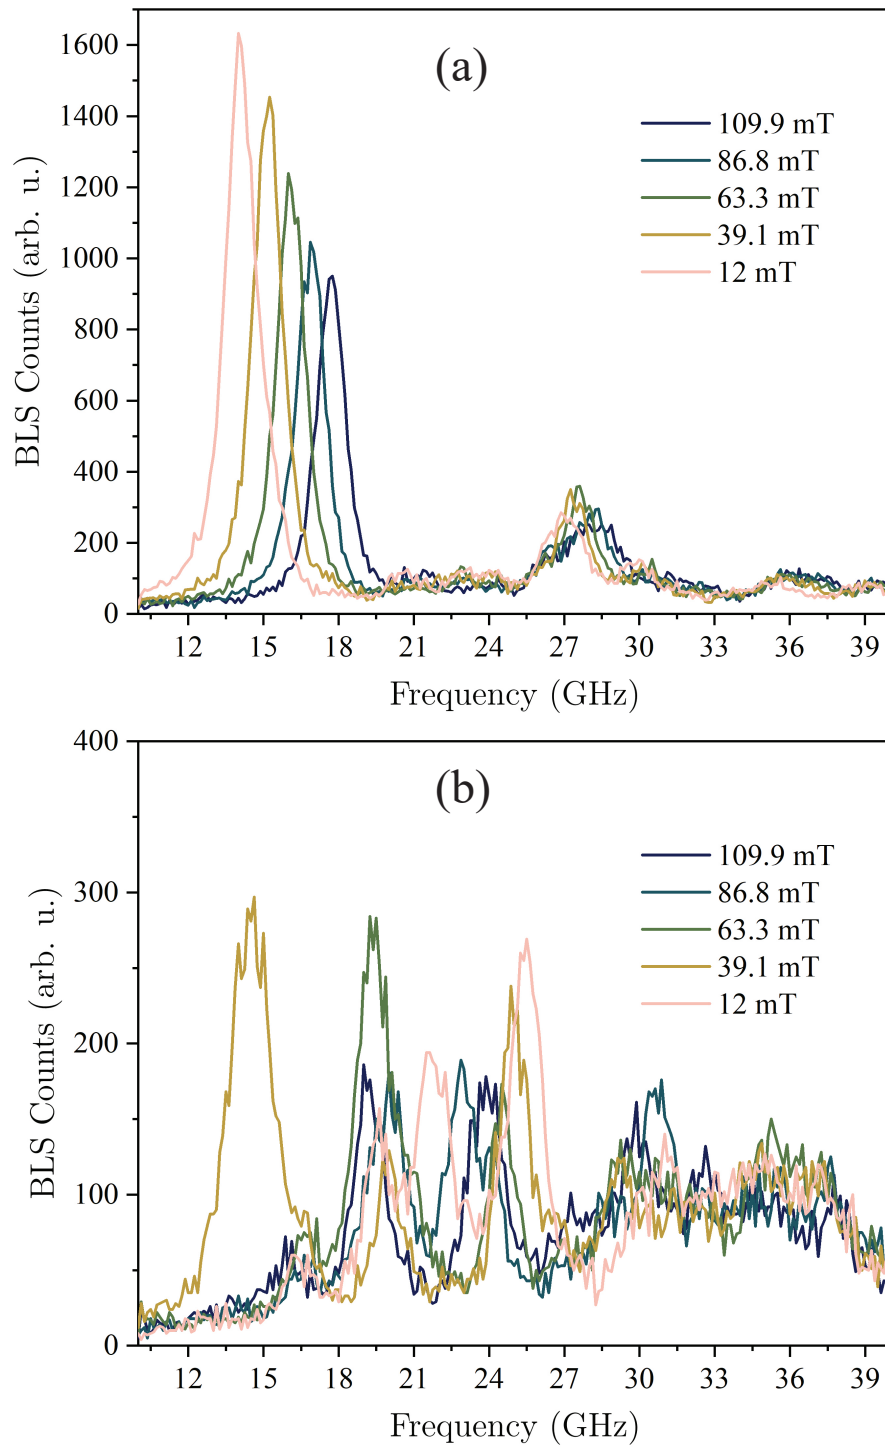 (a)
1600
1400
1200
1000
800
600
400
200
0
BLS Counts (arb. u.)
109.9 mT
86.8 mT
63.3 mT
39.1 mT
12 mT
12 15 18 21 24 27 30 33 36 39
Frequency (GHz)
(b)
400
300
200
100
0
BLS Counts (arb. u.)
109.9 mT
86.8 mT
63.3 mT
39.1 mT
12 mT
12 15 18 21 24 27 30 33 36 39
Frequency (GHz)